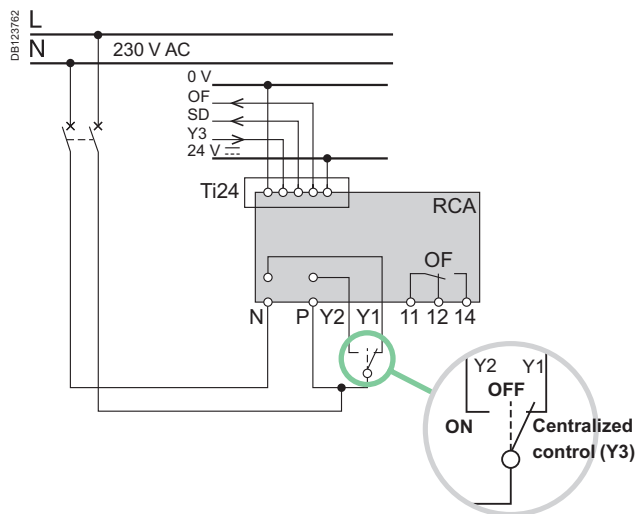 DB123762
L
N
230 V AC
0 V
OF
SD
Y3
24 V ⎓
Ti24
RCA
OF
N P Y2 Y1 11 12 14
Y2 Y1
OFF
ON
Centralized
control (Y3)